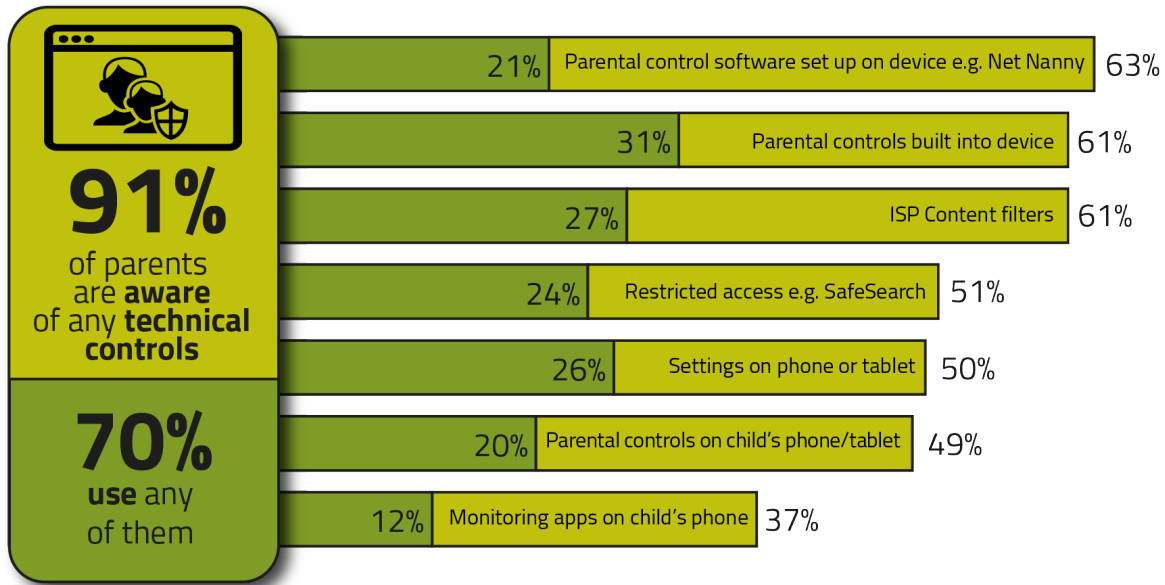 91%
of parents
are aware
of any technical
controls
70%
use any
of them
21% Parental control software set up on device e.g. Net Nanny 63%
31% Parental controls built into device 61%
27% ISP Content filters 61%
24% Restricted access e.g. SafeSearch 51%
26% Settings on phone or tablet 50%
20% Parental controls on child's phone/tablet 49%
12% Monitoring apps on child's phone 37%